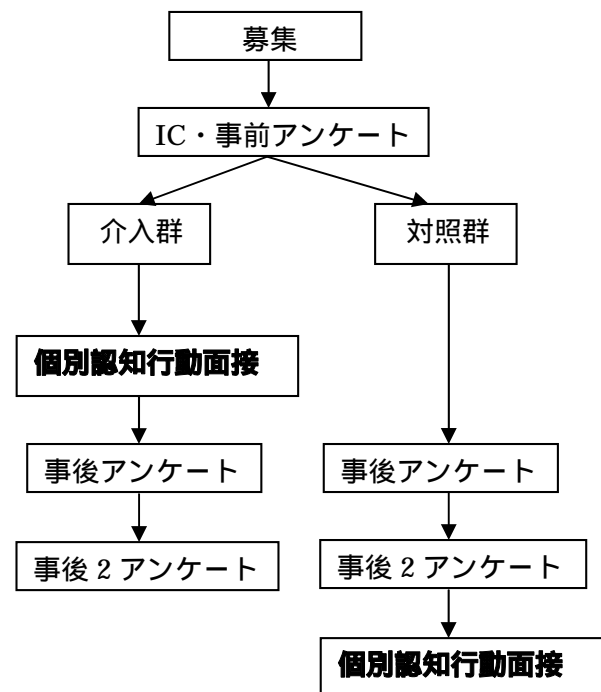 募集
IC・事前アンケート
介入群
対照群
個別認知行動面接
事後アンケート
事後アンケート
事後 2 アンケート
事後 2 アンケート
個別認知行動面接